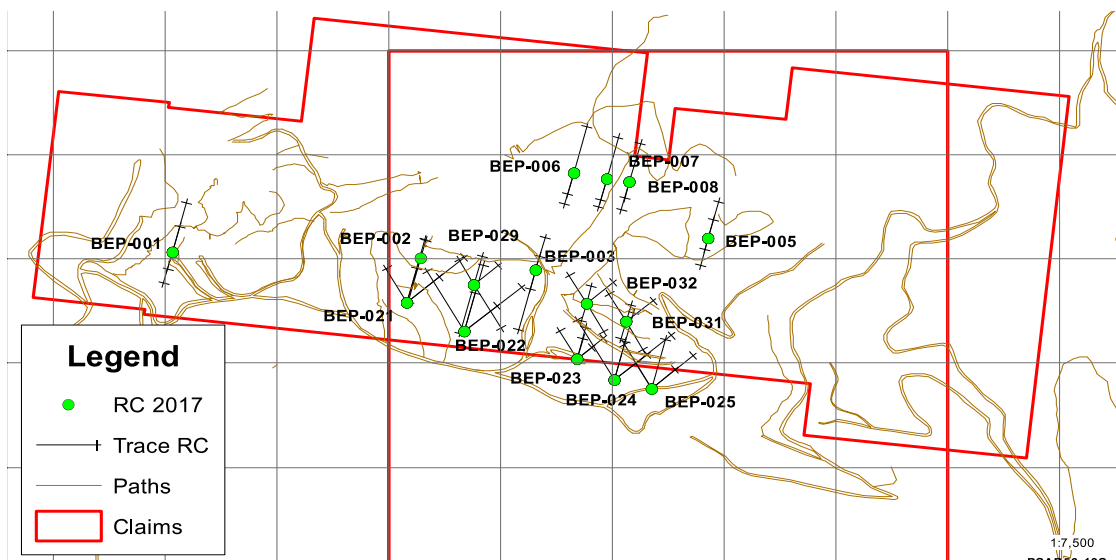 BEP-006
BEP-007
BEP-008
BEP-001
BEP-002
BEP-029
BEP-005
BEP-003
BEP-032
BEP-021
BEP-031
BEP-022
BEP-023
BEP-024
BEP-025
Legend
RC 2017
Trace RC
Paths
Claims
1:7,500